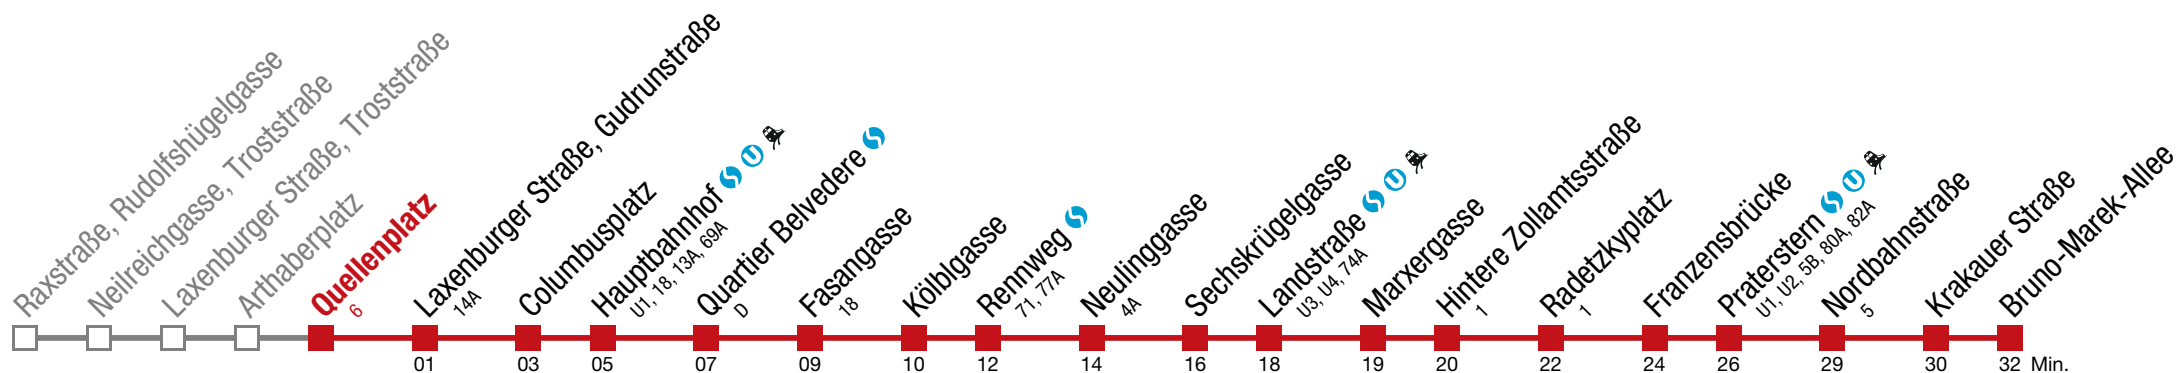 Raxstraße, Rudolfshügelgasse
Neilreichgasse, Troststraße
Laxenburger Straße, Troststraße
Arthaberplatz
Quellenplatz
6
Laxenburger Straße, Gudrunstraße
14A
Columbusplatz
Hauptbahnhof
U1, 18, 13A, 69A
Quartier Belvedere
D
Fasangasse
18
Kölblgasse
Rennweg
71, 77A
Neulinggasse
4A
Sechskrügelgasse
Landstraße
U3, U4, 74A
Marxergasse
Hintere Zollamtsstraße
1
Radetzkyplatz
1
Franzensbrücke
Praterstern
U1, U2, 5B, 80A, 82A
Nordbahnstraße
5
Krakauer Straße
Bruno-Marek-Allee
01 03 05 07 09 10 12 14 16 18 19 20 22 24 26 29 30 32 Min.